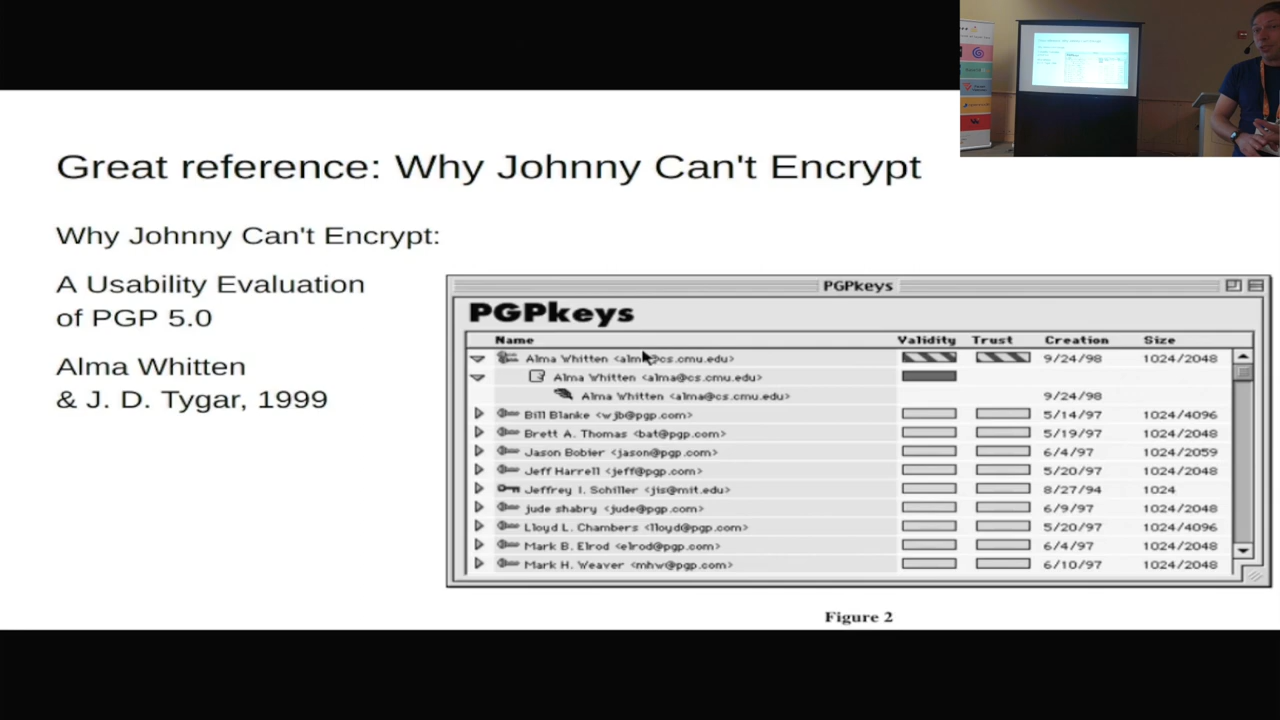 Great reference: Why Johnny Can't Encrypt
Why Johnny Can't Encrypt:
A Usability Evaluation
of PGP 5.0
Alma Whitten
& J. D. Tygar, 1999
PGPkeys
PGPkeys
Name Validity Trust Creation Size
Alma Whitten <alma@cs.cmu.edu> 9/24/98 1024/2048
Alma Whitten <alma@cs.cmu.edu>
Alma Whitten <alma@cs.cmu.edu> 9/24/98
Bill Blanke <wjb@pgp.com> 5/14/97 1024/4096
Brett A. Thomas <bat@pgp.com> 5/19/97 1024/2048
Jason Bobier <jason@pgp.com> 6/4/97 1024/2059
Jeff Harrell <jeff@pgp.com> 5/20/97 1024/2048
Jeffrey I. Schiller <jis@mit.edu> 8/27/94 1024
jude shabry <jude@pgp.com> 6/9/97 1024/2048
Lloyd L. Chambers <lloyd@pgp.com> 5/20/97 1024/4096
Mark B. Elrod <elrod@pgp.com> 6/4/97 1024/2048
Mark H. Weaver <mhw@pgp.com> 6/10/97 1024/2048
Figure 2